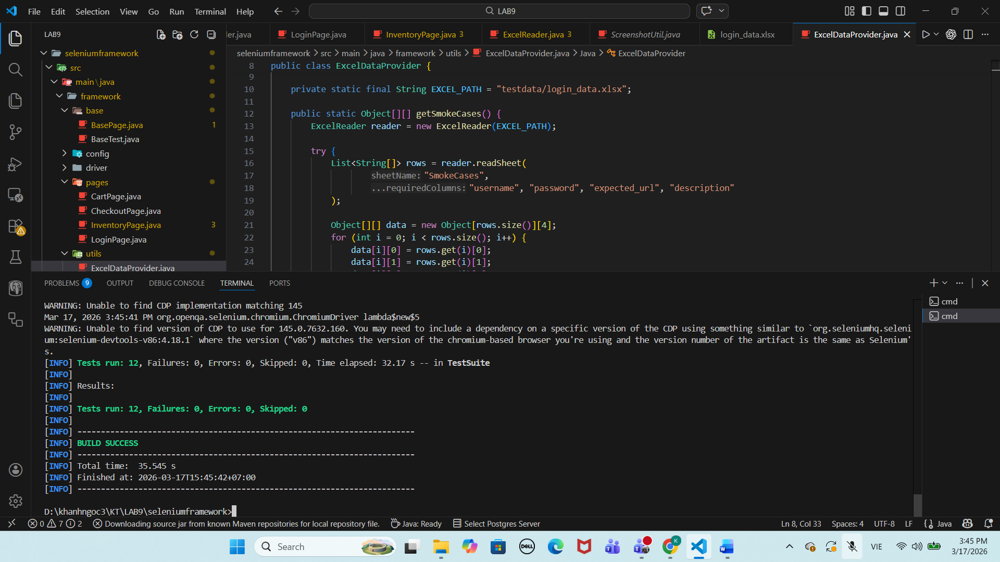 File Edit Selection View Go Run Terminal Help
LAB9
LAB9
seleniumframework
src
main\java
framework
base
BasePage.java 1
BaseTest.java
config
driver
pages
CartPage.java
CheckoutPage.java
InventoryPage.java 3
LoginPage.java
utils
ExcelDataProvider.java
ler.java LoginPage.java InventoryPage.java 3 ExcelReader.java 3 ScreenshotUtil.java login_data.xlsx ExcelDataProvider.java
seleniumframework > src > main > java > framework > utils > ExcelDataProvider.java > Java > ExcelDataProvider
8 public class ExcelDataProvider {
9
10 private static final String EXCEL_PATH = "testdata/login_data.xlsx";
11
12 public static Object[][] getSmokeCases() {
13 ExcelReader reader = new ExcelReader(EXCEL_PATH);
14
15 try {
16 List<String[]> rows = reader.readSheet(
17 sheetName: "SmokeCases",
18 ...requiredColumns: "username", "password", "expected_url", "description"
19 );
20
21 Object[][] data = new Object[rows.size()][4];
22 for (int i = 0; i < rows.size(); i++) {
23 data[i][0] = rows.get(i)[0];
24 data[i][1] = rows.get(i)[1];
PROBLEMS 9 OUTPUT DEBUG CONSOLE TERMINAL PORTS
cmd
cmd
WARNING: Unable to find CDP implementation matching 145
Mar 17, 2026 3:45:41 PM org.openqa.selenium.chromium.ChromiumDriver lambda$new$5
WARNING: Unable to find version of CDP to use for 145.0.7632.160. You may need to include a dependency on a specific version of the CDP using something similar to `org.seleniumhq.seleni
um:selenium-devtools-v86:4.18.1` where the version ("v86") matches the version of the chromium-based browser you're using and the version number of the artifact is the same as Selenium'
s.
[INFO] Tests run: 12, Failures: 0, Errors: 0, Skipped: 0, Time elapsed: 32.17 s -- in TestSuite
[INFO]
[INFO] Results:
[INFO]
[INFO] Tests run: 12, Failures: 0, Errors: 0, Skipped: 0
[INFO]
[INFO] ------------------------------------------------------------------------
[INFO] BUILD SUCCESS
[INFO] ------------------------------------------------------------------------
[INFO] Total time:  35.545 s
[INFO] Finished at: 2026-03-17T15:45:42+07:00
[INFO] ------------------------------------------------------------------------
D:\khanhngoc3\KT\LAB9\seleniumframework>
0 7 2 Downloading source jar from known Maven repositories for local repository file. Java: Ready Select Postgres Server Ln 8, Col 33 Spaces: 4 UTF-8 LF Java
Search
DELL
VIE
3:45 PM
3/17/2026